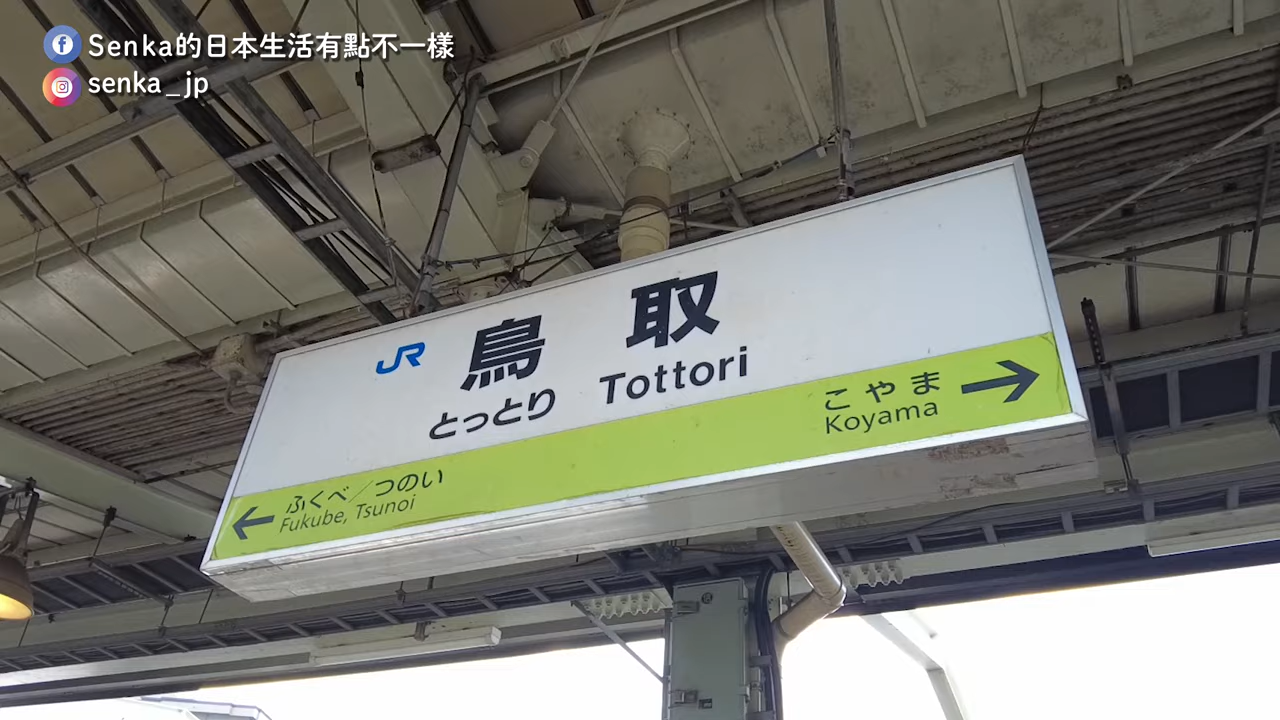 Senka的日本生活有點不一樣
senka_jp
JR
鳥取
とっとり Tottori
こやま →
Koyama
← ふくべ／つのい
Fukube, Tsunoi